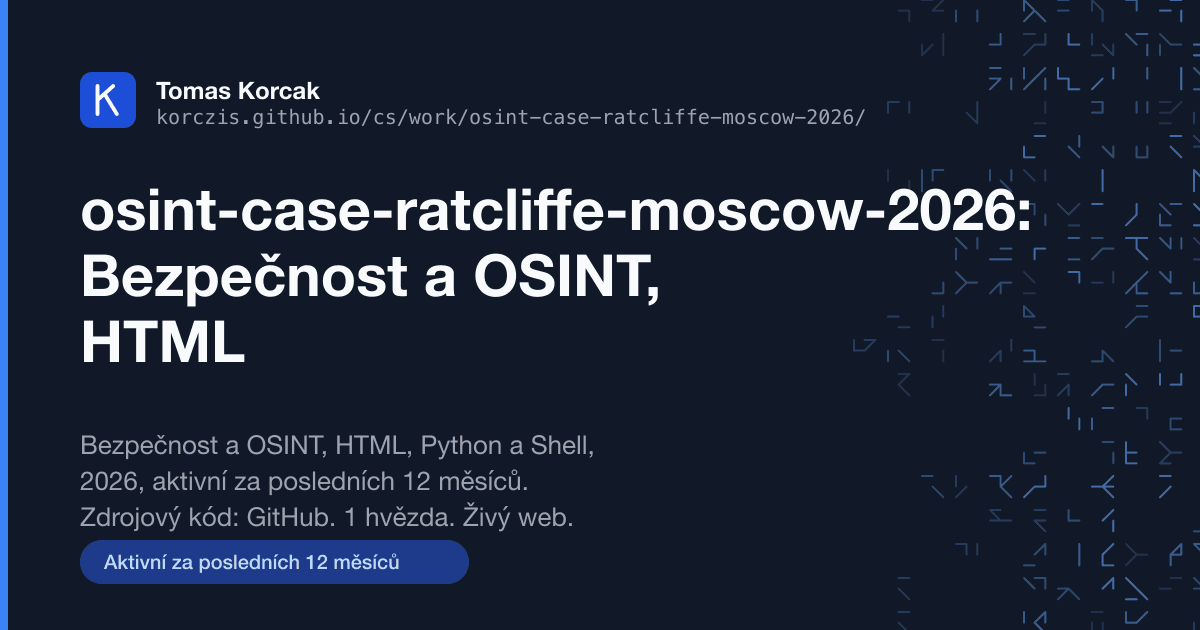 K
Tomas Korcak
korczis.github.io/cs/work/osint-case-ratcliffe-moscow-2026/
osint-case-ratcliffe-moscow-2026:
Bezpečnost a OSINT,
HTML
Bezpečnost a OSINT, HTML, Python a Shell,
2026, aktivní za posledních 12 měsíců.
Zdrojový kód: GitHub. 1 hvězda. Živý web.
Aktivní za posledních 12 měsíců